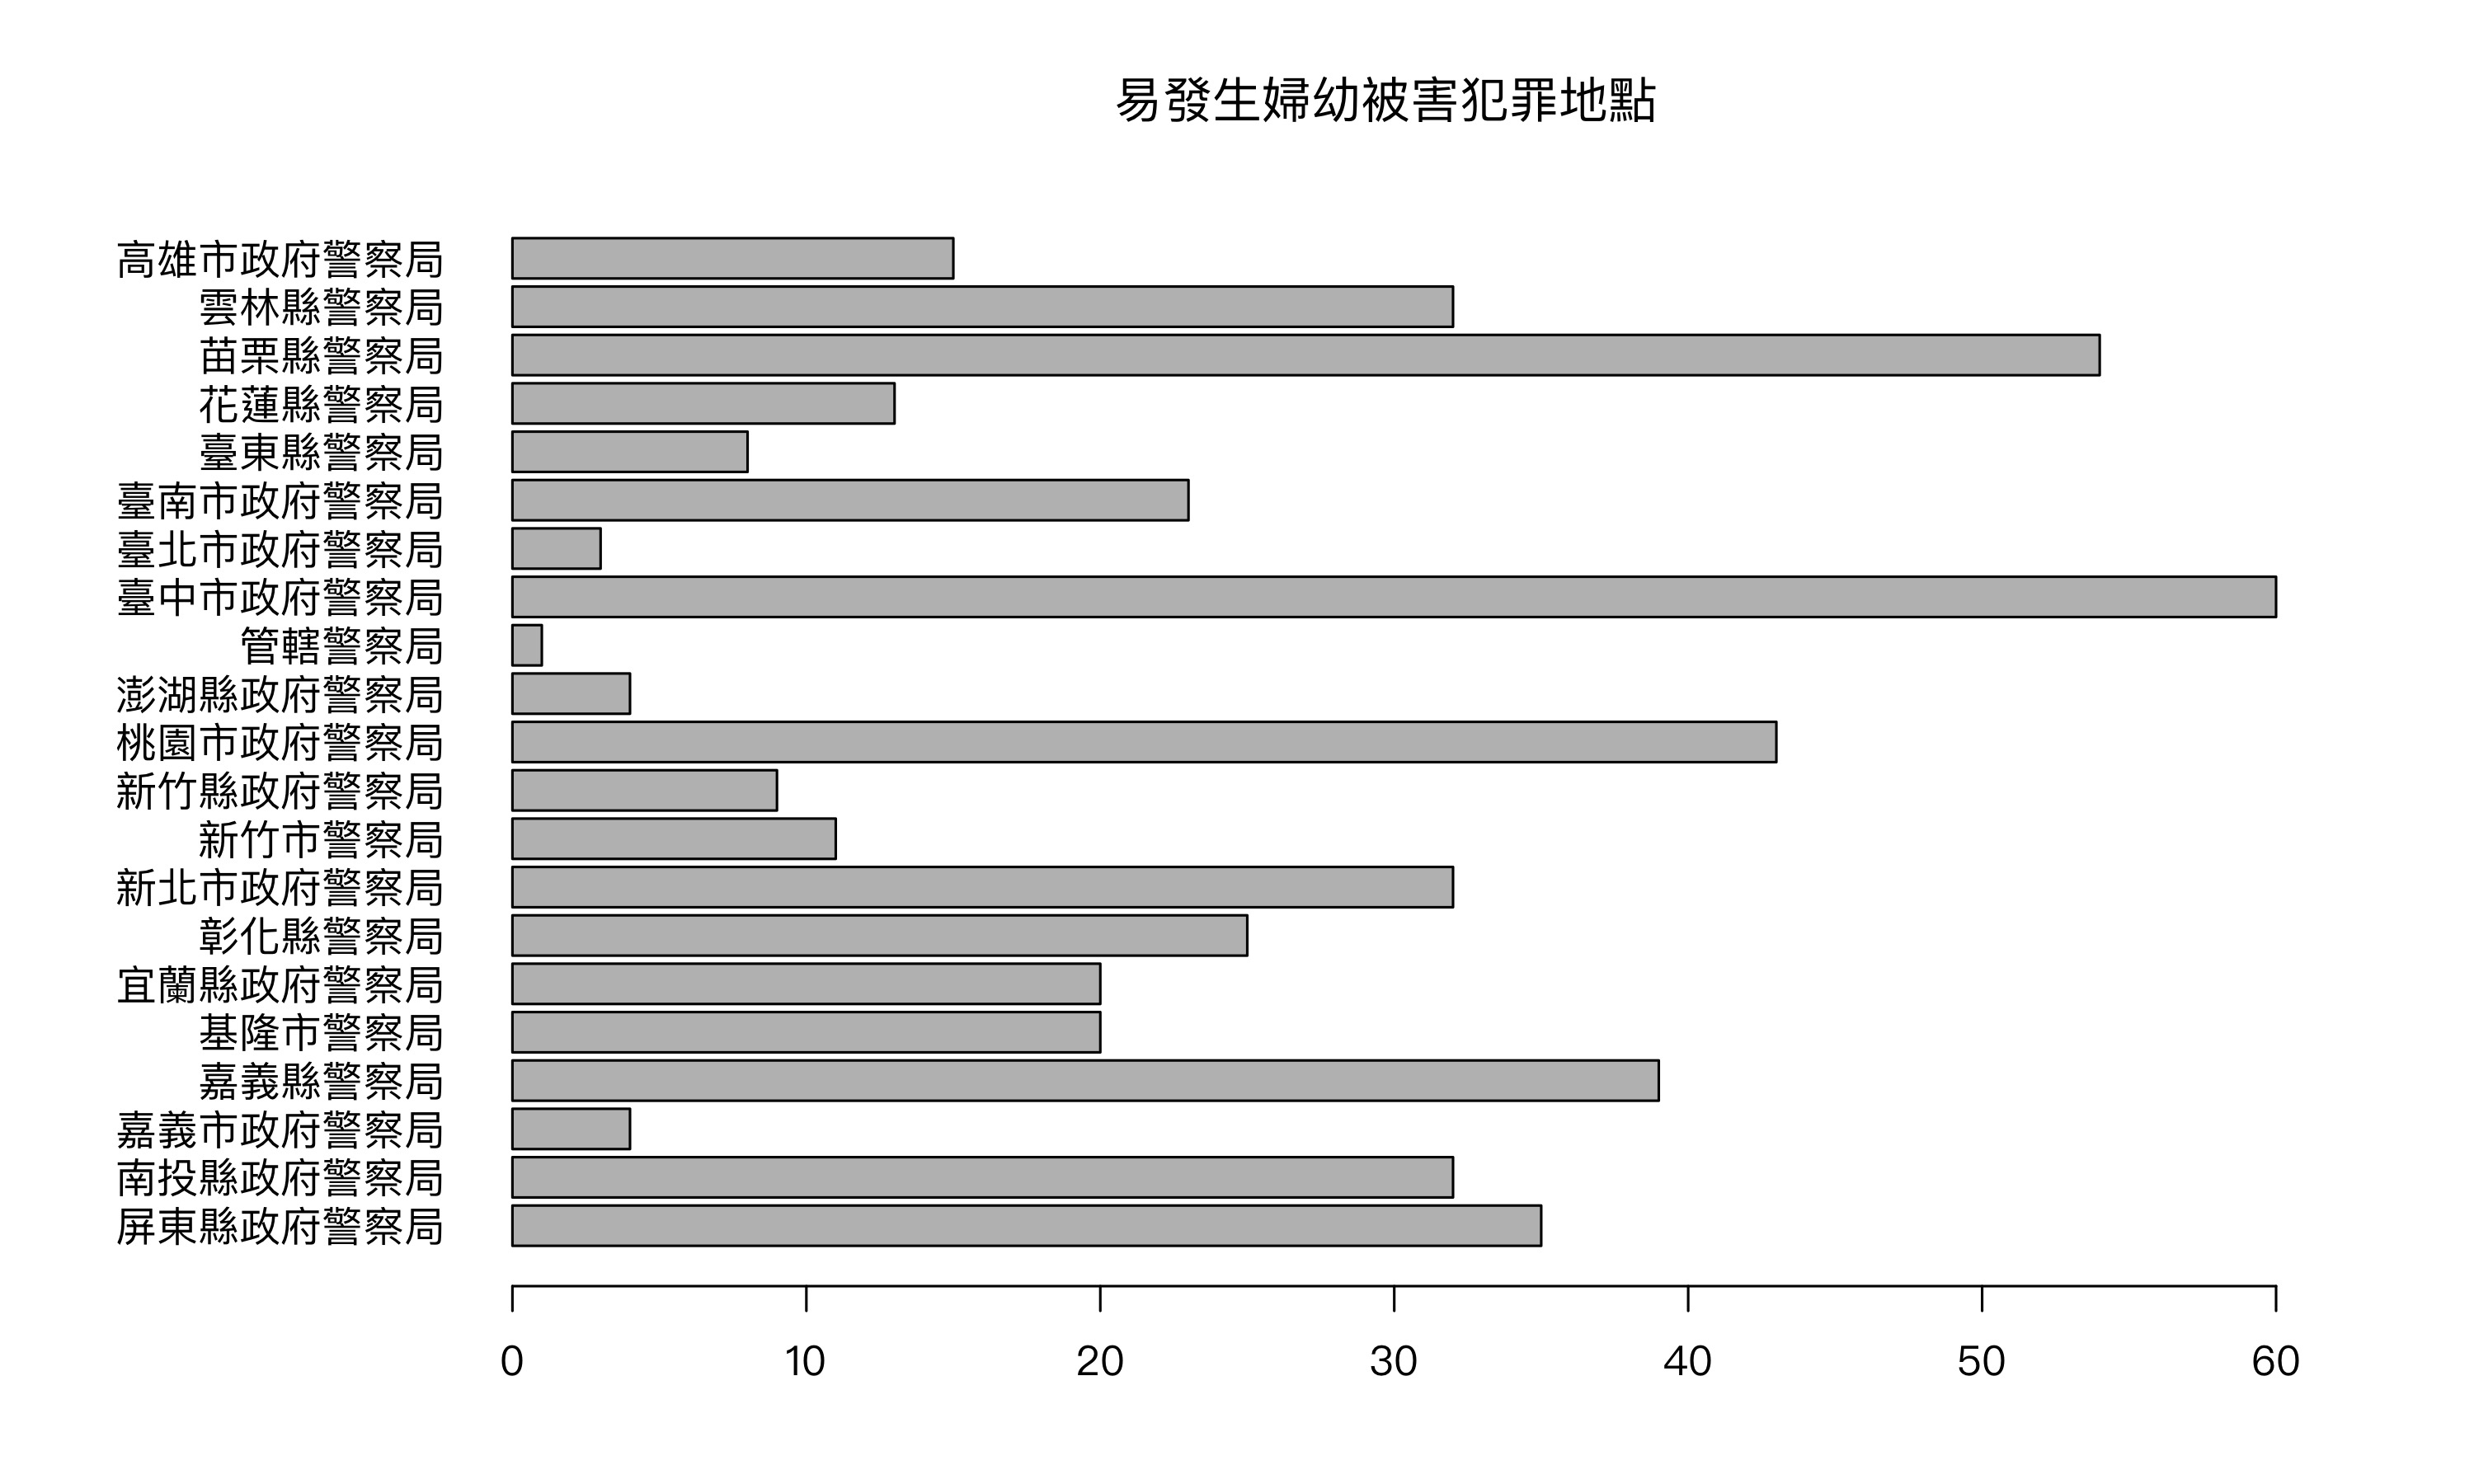 易發生婦幼被害犯罪地點
高雄市政府警察局
雲林縣警察局
苗栗縣警察局
花蓮縣警察局
臺東縣警察局
臺南市政府警察局
臺北市政府警察局
臺中市政府警察局
管轄警察局
澎湖縣政府警察局
桃園市政府警察局
新竹縣政府警察局
新竹市警察局
新北市政府警察局
彰化縣警察局
宜蘭縣政府警察局
基隆市警察局
嘉義縣警察局
嘉義市政府警察局
南投縣政府警察局
屏東縣政府警察局
0 10 20 30 40 50 60